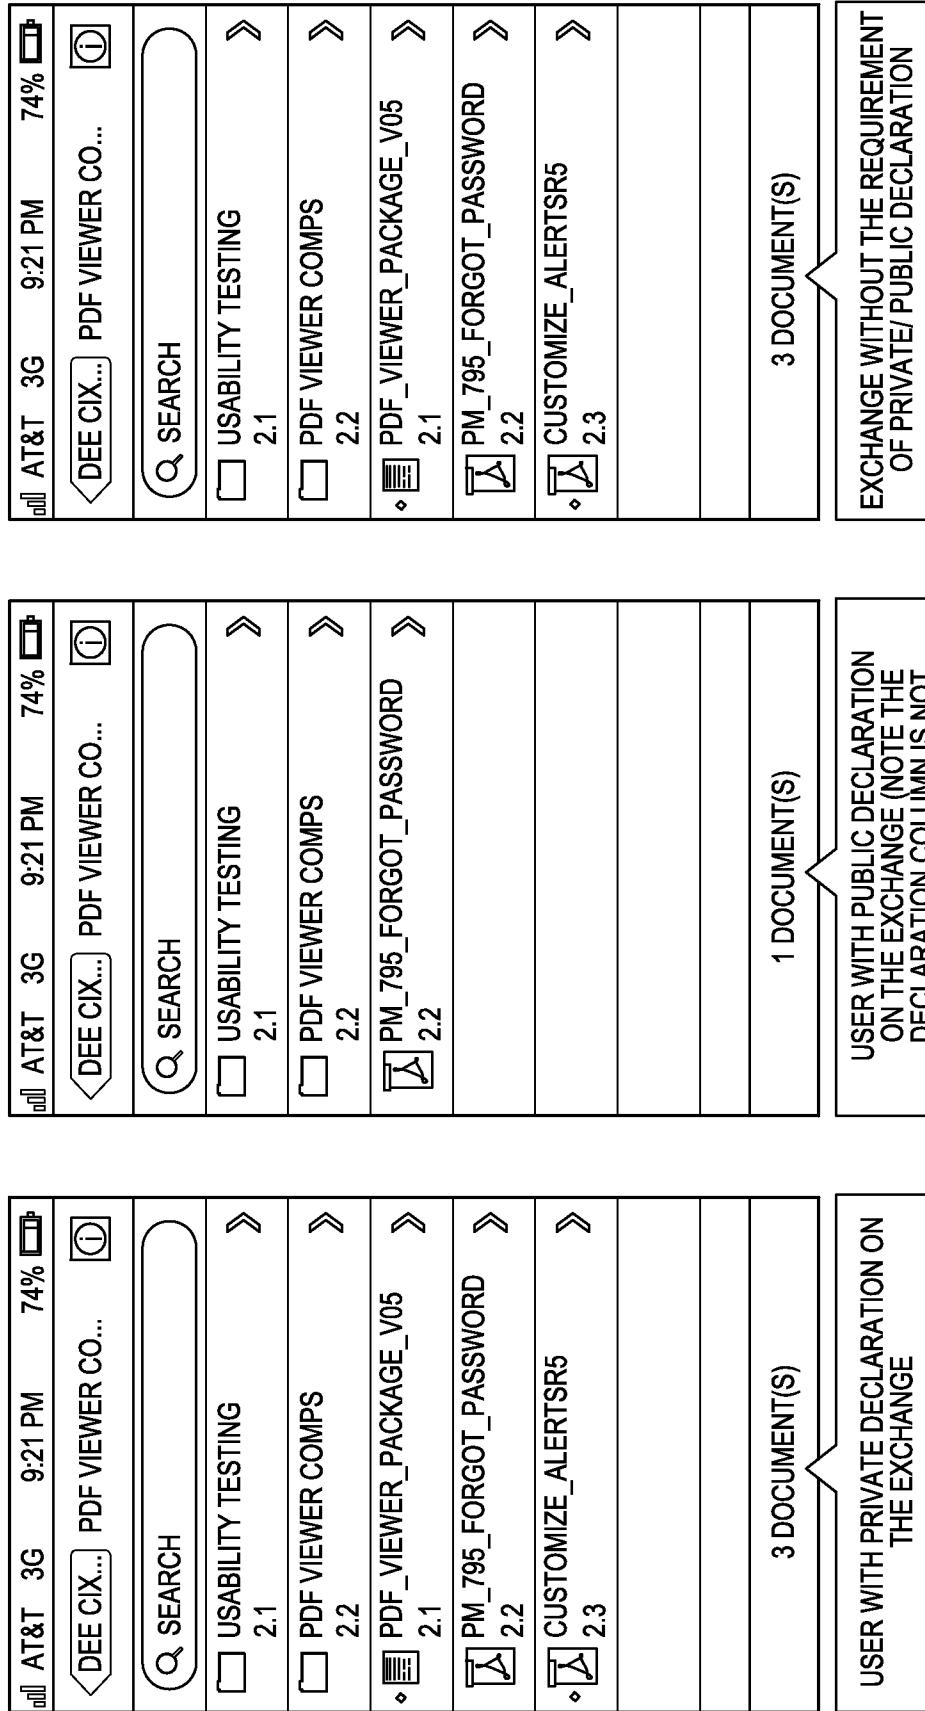 AT&T 3G 9:21 PM 74%
DEE CIX... PDF VIEWER CO...
SEARCH
USABILITY TESTING
2.1
PDF VIEWER COMPS
2.2
PDF_VIEWER_PACKAGE_V05
2.1
PM_795_FORGOT_PASSWORD
2.2
CUSTOMIZE_ALERTSR5
2.3
3 DOCUMENT(S)
USER WITH PRIVATE DECLARATION ON
THE EXCHANGE
AT&T 3G 9:21 PM 74%
DEE CIX... PDF VIEWER CO...
SEARCH
USABILITY TESTING
2.1
PDF VIEWER COMPS
2.2
PM_795_FORGOT_PASSWORD
2.2
1 DOCUMENT(S)
USER WITH PUBLIC DECLARATION
ON THE EXCHANGE (NOTE THE
DECLARATION COLUMN IS NOT
AT&T 3G 9:21 PM 74%
DEE CIX... PDF VIEWER CO...
SEARCH
USABILITY TESTING
2.1
PDF VIEWER COMPS
2.2
PDF_VIEWER_PACKAGE_V05
2.1
PM_795_FORGOT_PASSWORD
2.2
CUSTOMIZE_ALERTSR5
2.3
3 DOCUMENT(S)
EXCHANGE WITHOUT THE REQUIREMENT
OF PRIVATE/ PUBLIC DECLARATION